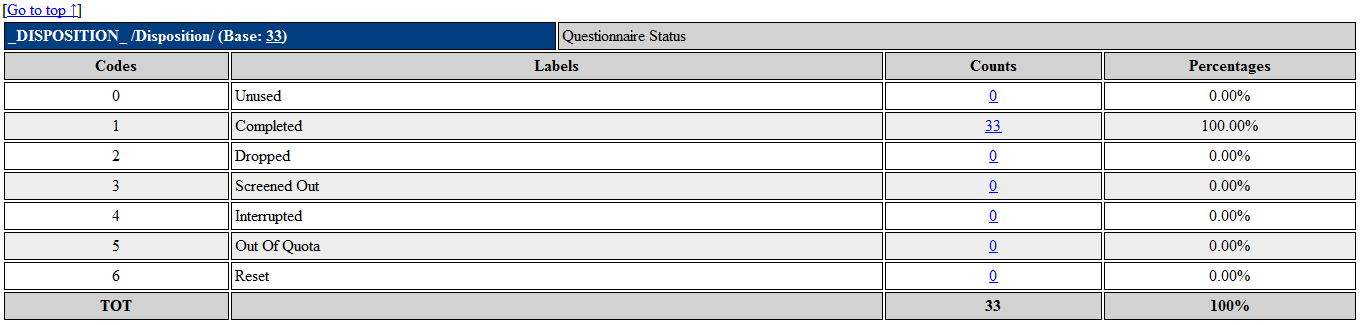 [Go to top ↑]
_DISPOSITION_ /Disposition/ (Base: 33) Questionnaire Status
Codes Labels Counts Percentages
0 Unused 0 0.00%
1 Completed 33 100.00%
2 Dropped 0 0.00%
3 Screened Out 0 0.00%
4 Interrupted 0 0.00%
5 Out Of Quota 0 0.00%
6 Reset 0 0.00%
TOT 33 100%